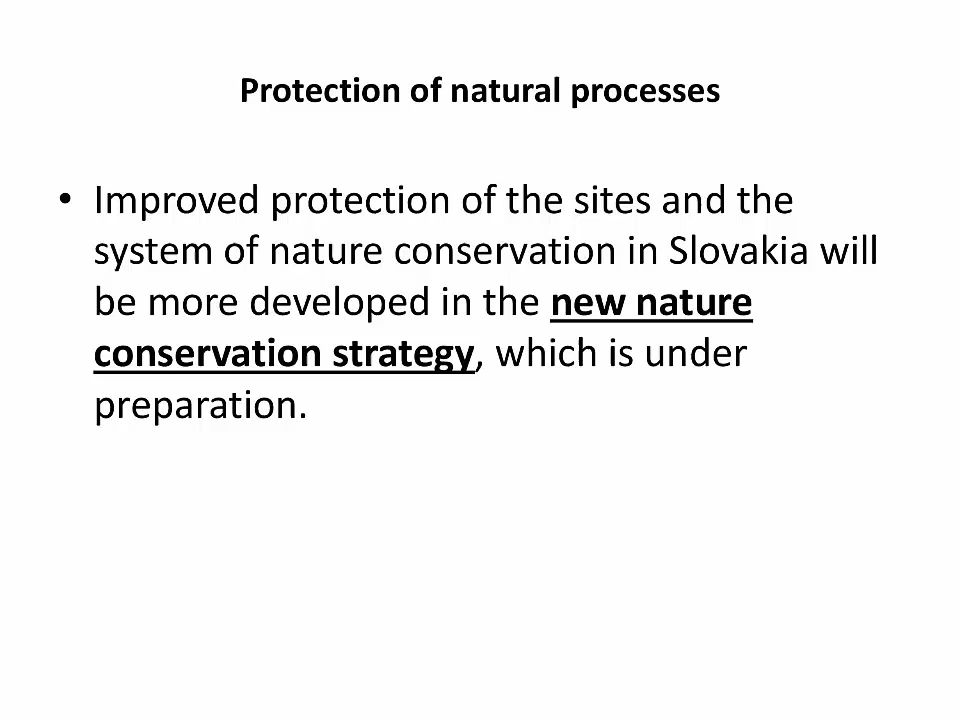 Protection of natural processes
• Improved protection of the sites and the
system of nature conservation in Slovakia will
be more developed in the new nature
conservation strategy, which is under
preparation.